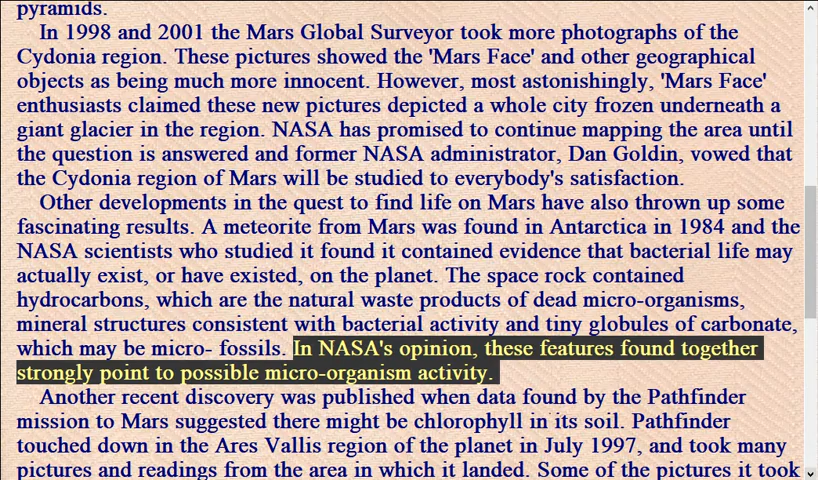 pyramids.
In 1998 and 2001 the Mars Global Surveyor took more photographs of the
Cydonia region. These pictures showed the 'Mars Face' and other geographical
objects as being much more innocent. However, most astonishingly, 'Mars Face'
enthusiasts claimed these new pictures depicted a whole city frozen underneath a
giant glacier in the region. NASA has promised to continue mapping the area until
the question is answered and former NASA administrator, Dan Goldin, vowed that
the Cydonia region of Mars will be studied to everybody's satisfaction.
Other developments in the quest to find life on Mars have also thrown up some
fascinating results. A meteorite from Mars was found in Antarctica in 1984 and the
NASA scientists who studied it found it contained evidence that bacterial life may
actually exist, or have existed, on the planet. The space rock contained
hydrocarbons, which are the natural waste products of dead micro-organisms,
mineral structures consistent with bacterial activity and tiny globules of carbonate,
which may be micro- fossils. In NASA's opinion, these features found together
strongly point to possible micro-organism activity.
Another recent discovery was published when data found by the Pathfinder
mission to Mars suggested there might be chlorophyll in its soil. Pathfinder
touched down in the Ares Vallis region of the planet in July 1997, and took many
pictures and readings from the area in which it landed. Some of the pictures it took